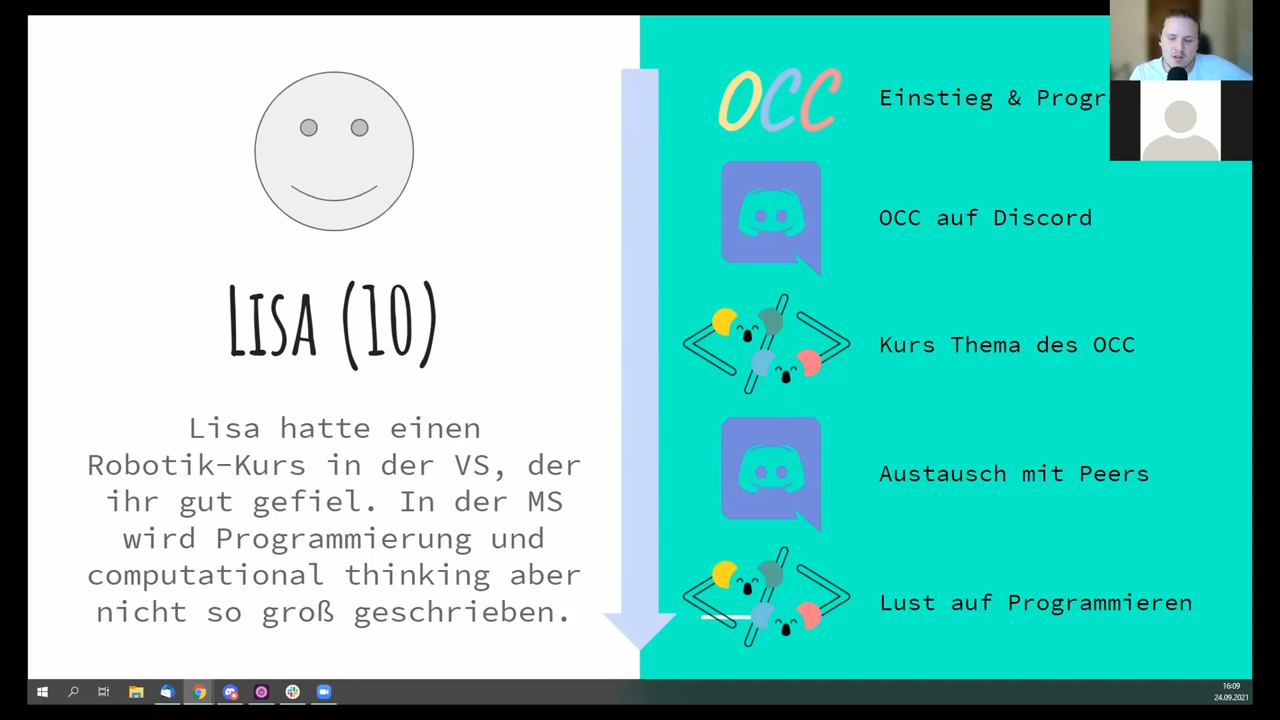 Lisa (10)
Lisa hatte einen
Robotik-Kurs in der VS, der
ihr gut gefiel. In der MS
wird Programmierung und
computational thinking aber
nicht so groß geschrieben.
OCC
Einstieg &
OCC auf Discord
Kurs Thema des OCC
Austausch mit Peers
Lust auf Programmieren
16:09
24.09.2021